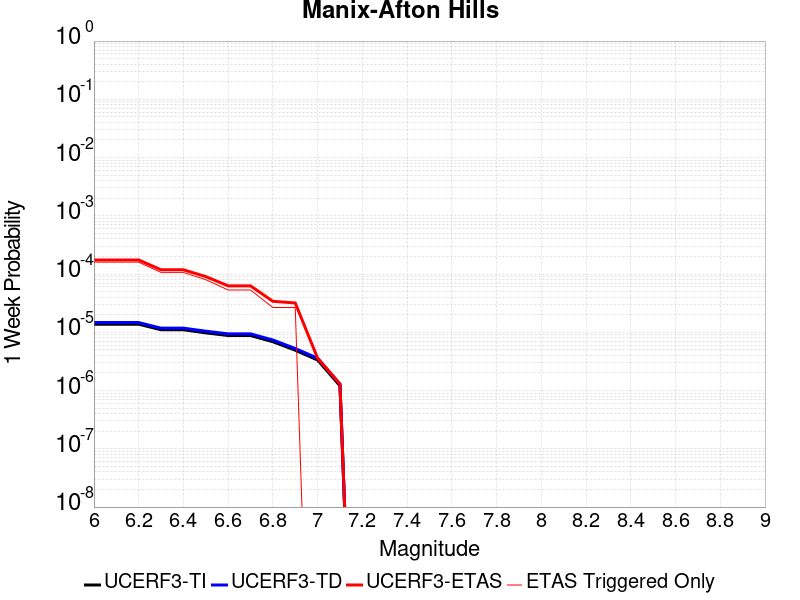 Manix-Afton Hills
10^0
10^-1
10^-2
10^-3
10^-4
10^-5
10^-6
10^-7
10^-8
1 Week Probability
6 6.2 6.4 6.6 6.8 7 7.2 7.4 7.6 7.8 8 8.2 8.4 8.6 8.8 9
Magnitude
UCERF3-TI UCERF3-TD UCERF3-ETAS ETAS Triggered Only